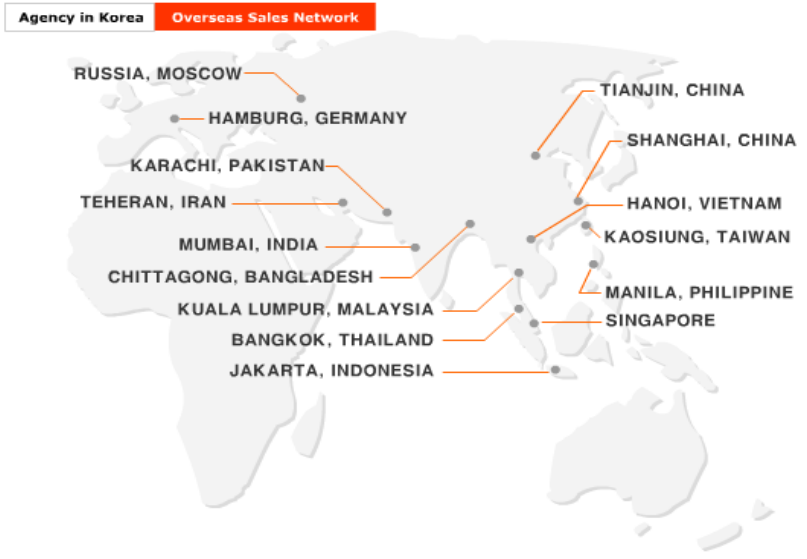 Agency in Korea
Overseas Sales Network
RUSSIA, MOSCOW
TIANJIN, CHINA
HAMBURG, GERMANY
SHANGHAI, CHINA
KARACHI, PAKISTAN
TEHERAN, IRAN
HANOI, VIETNAM
KAOSIUNG, TAIWAN
MUMBAI, INDIA
CHITTAGONG, BANGLADESH
MANILA, PHILIPPINE
KUALA LUMPUR, MALAYSIA
SINGAPORE
BANGKOK, THAILAND
JAKARTA, INDONESIA